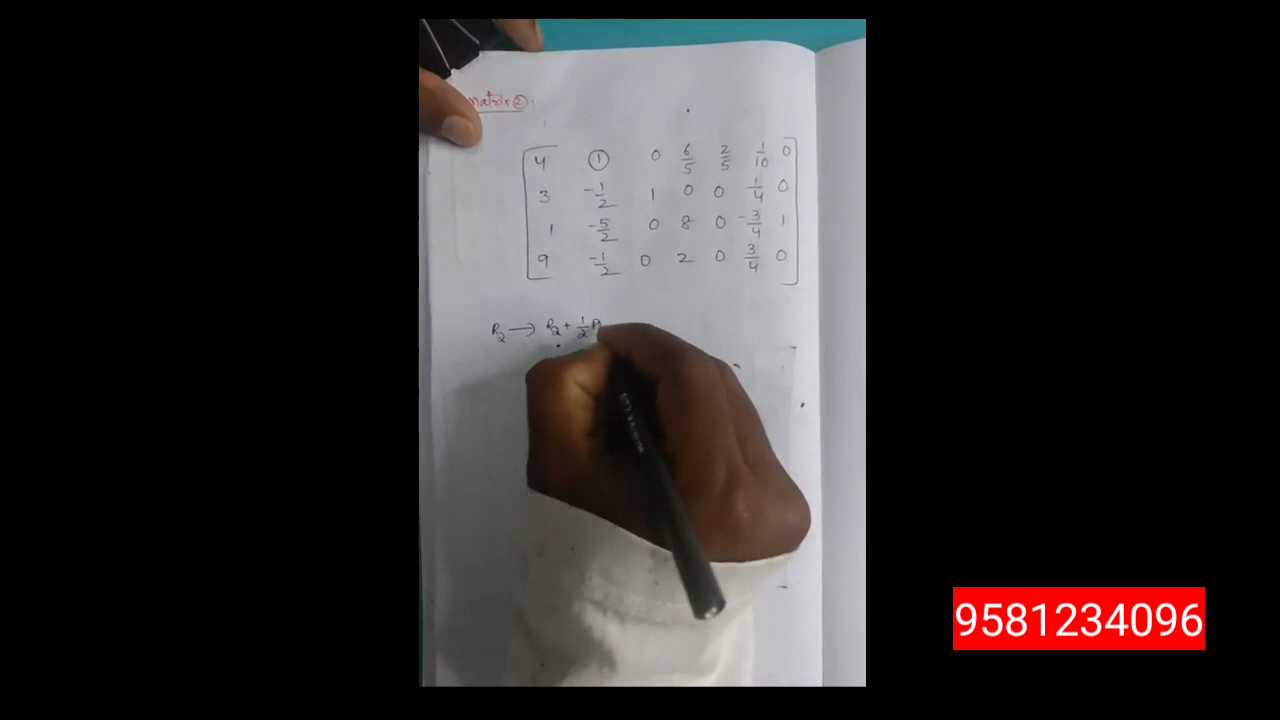 Matrix ②:
4 ① 0 6/5 2/5 1/10 0
3 -1/2 1 0 0 1/4 0
1 -5/2 0 8 0 -3/4 1
9 -1/2 0 2 0 3/4 0
R₂ → R₂ + 1/2 R
9581234096